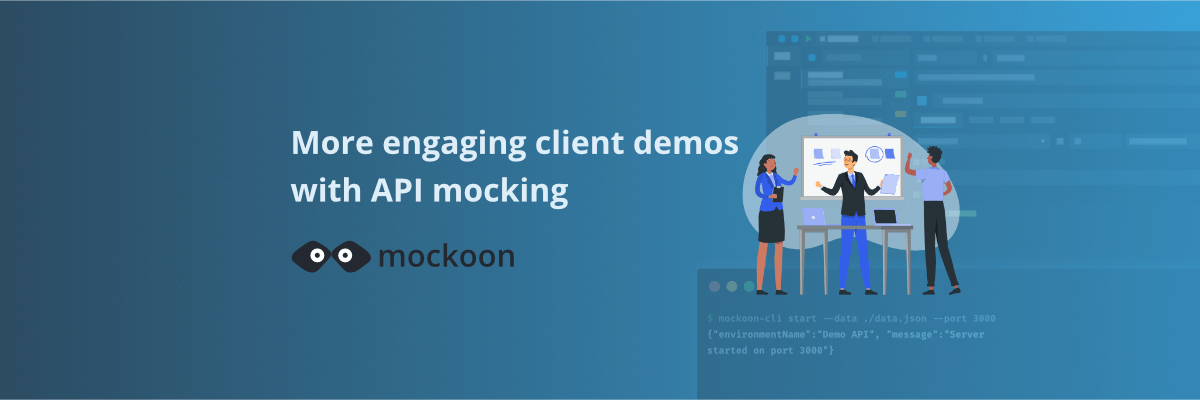 More engaging client demos
with API mocking
mockoon
$ mockoon-cli start --data ./data.json --port 3000
{"environmentName":"Demo API", "message":"Server
started on port 3000"}